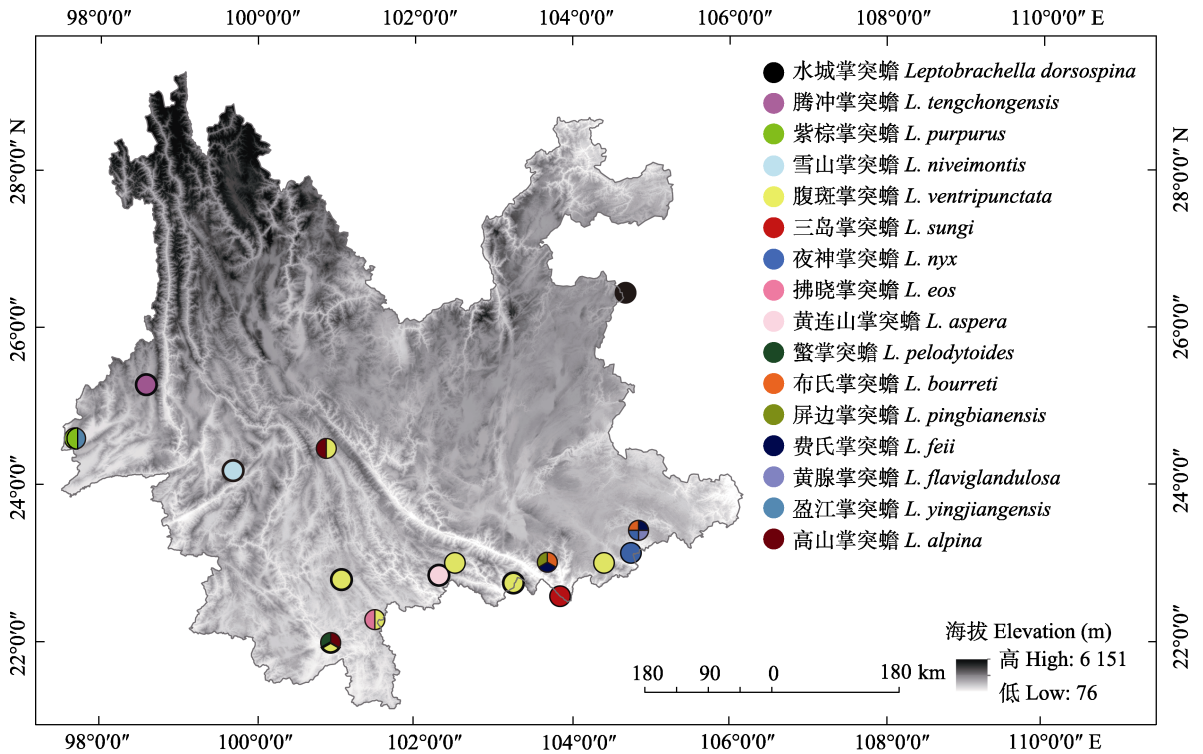 98°0′0″ 100°0′0″ 102°0′0″ 104°0′0″ 106°0′0″ 108°0′0″ 110°0′0″ E
28°0′0″ N
26°0′0″
24°0′0″
22°0′0″
水城掌突蟾 Leptobrachella dorsospina
腾冲掌突蟾 L. tengchongensis
紫棕掌突蟾 L. purpurus
雪山掌突蟾 L. niveimontis
腹斑掌突蟾 L. ventripunctata
三岛掌突蟾 L. sungi
夜神掌突蟾 L. nyx
拂晓掌突蟾 L. eos
黄连山掌突蟾 L. aspera
蟼掌突蟾 L. pelodytoides
布氏掌突蟾 L. bourreti
屏边掌突蟾 L. pingbianensis
费氏掌突蟾 L. feii
黄腺掌突蟾 L. flaviglandulosa
盈江掌突蟾 L. yingjiangensis
高山掌突蟾 L. alpina
海拔 Elevation (m)
高 High: 6 151
低 Low: 76
180 90 0 180 km
28°0′0″ N
26°0′0″
24°0′0″
22°0′0″
98°0′0″ 100°0′0″ 102°0′0″ 104°0′0″ 106°0′0″ 108°0′0″ 110°0′0″ E